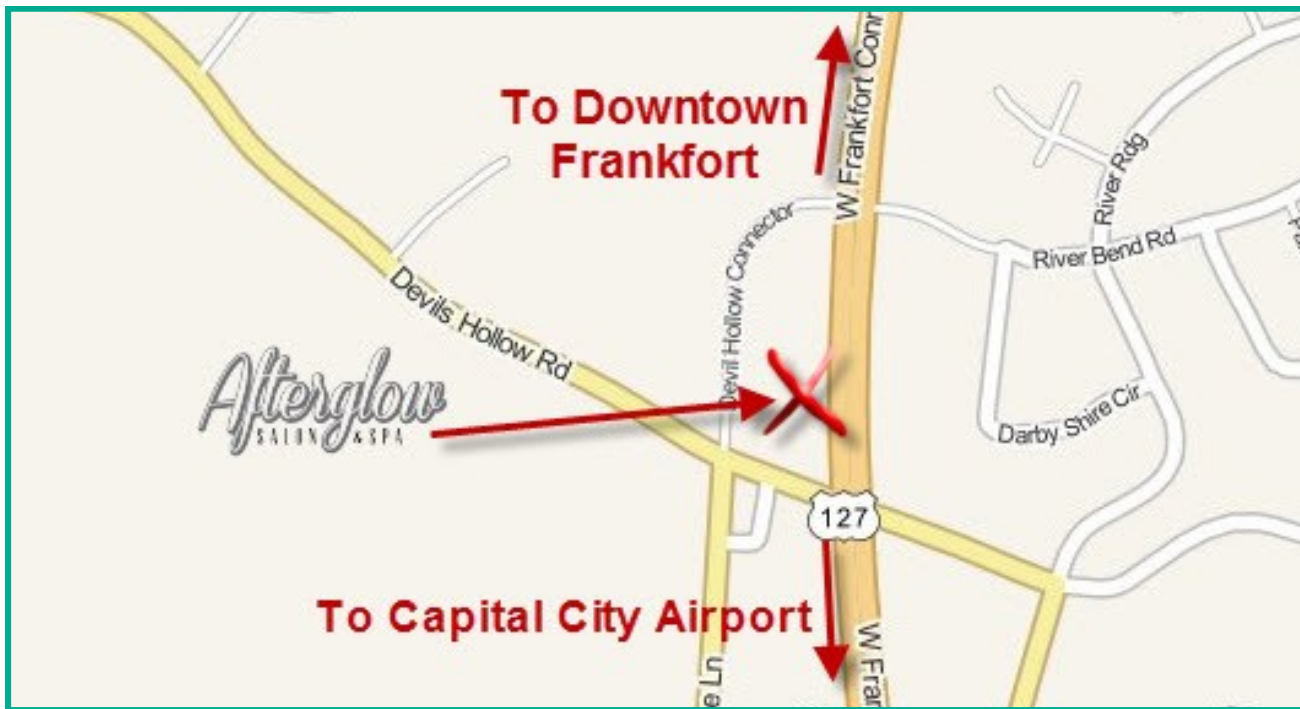 To Downtown
Frankfort
W Frankfort Conn
River Rdg
River Bend Rd
Devil Hollow Connector
Devils Hollow Rd
Afterglow
SALON & SPA
Darby Shire Cir
127
To Capital City Airport
W Fran
e Ln